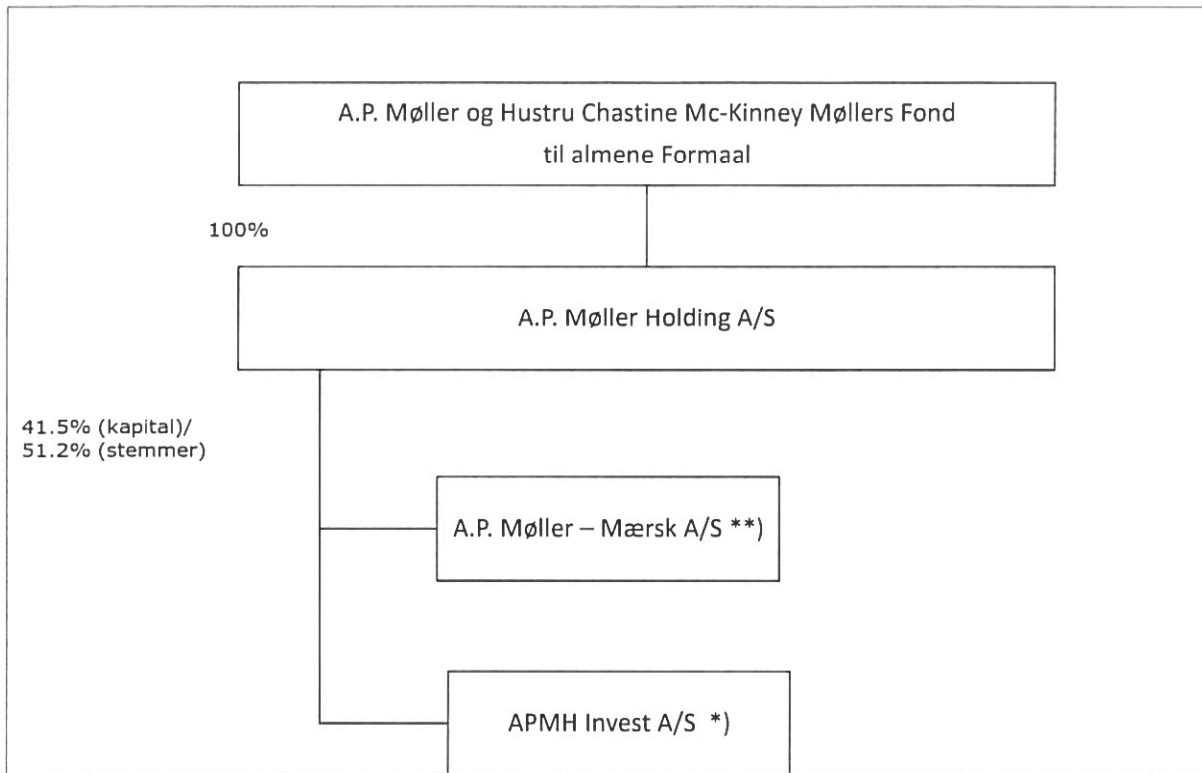 A.P. Møller og Hustru Chastine Mc-Kinney Møllers Fond
til almene Formaal
100%
A.P. Møller Holding A/S
41.5% (kapital)/
51.2% (stemmer)
A.P. Møller – Mærsk A/S **)
APMH Invest A/S *)